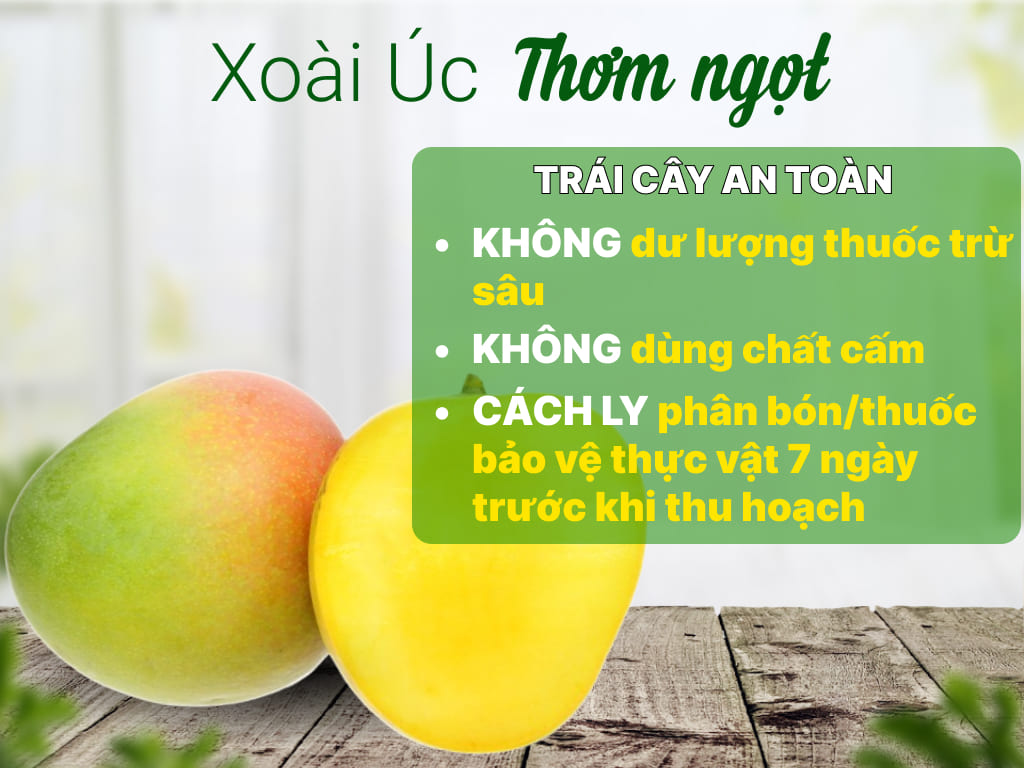 Xoài Úc Thơm ngọt
TRÁI CÂY AN TOÀN
• KHÔNG dư lượng thuốc trừ
sâu
• KHÔNG dùng chất cấm
• CÁCH LY phân bón/thuốc
bảo vệ thực vật 7 ngày
trước khi thu hoạch